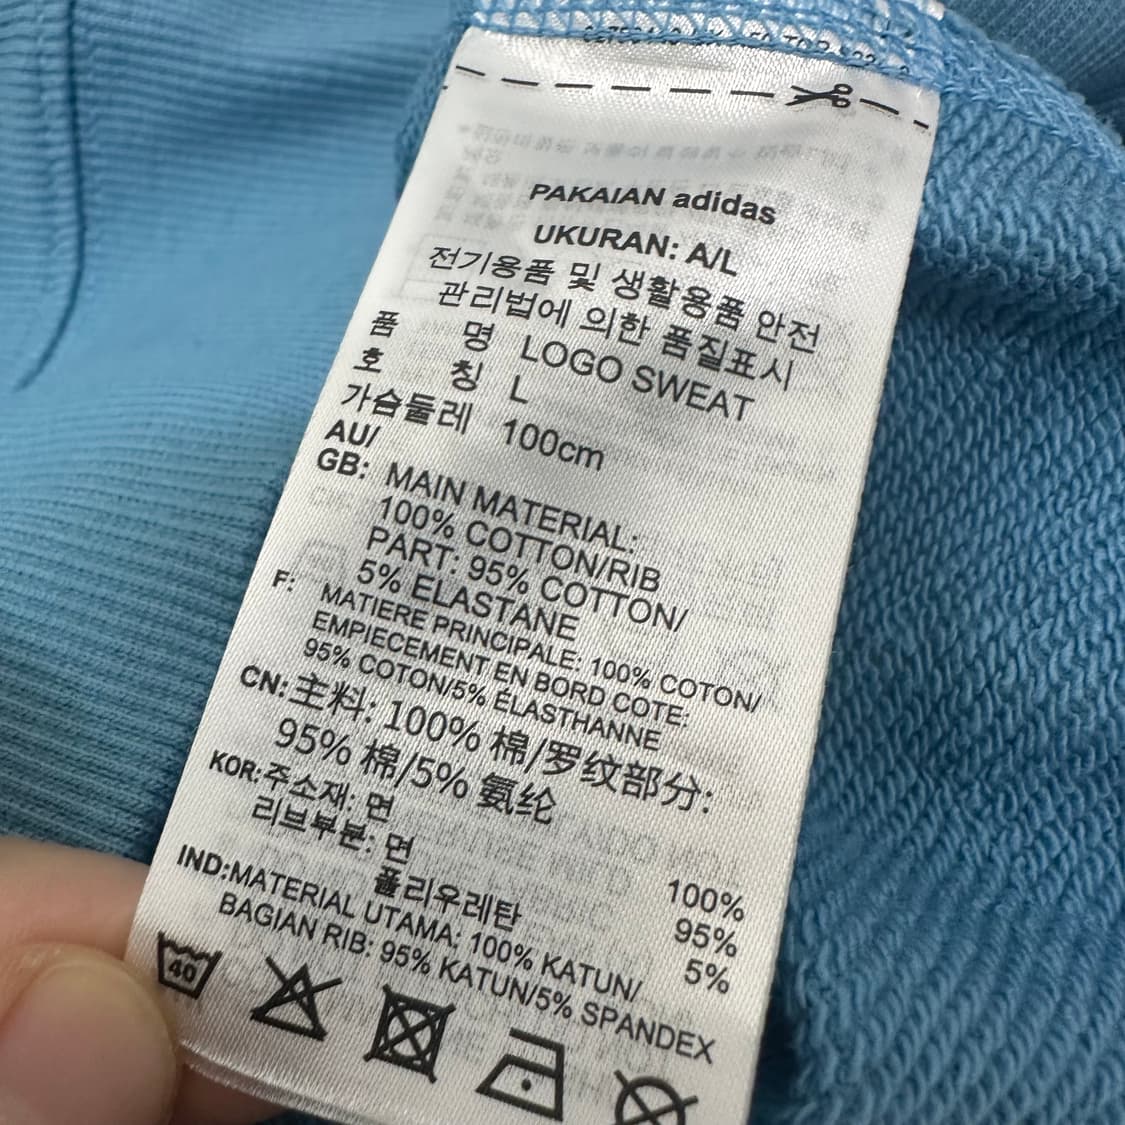 PAKAIAN adidas
UKURAN: A/L
전기용품 및 생활용품 안전
관리법에 의한 품질표시
품 명 LOGO SWEAT
호 칭 L
가슴둘레 100cm
AU/
GB: MAIN MATERIAL:
100% COTTON/RIB
PART: 95% COTTON/
5% ELASTANE
F: MATIERE PRINCIPALE: 100% COTON/
EMPIECEMENT EN BORD COTE:
95% COTON/5% ÉLASTHANNE
CN: 主料: 100% 棉/罗纹部分:
95% 棉/5% 氨纶
KOR: 주소재: 면 100%
리브부분: 면 95%
폴리우레탄 5%
IND: MATERIAL UTAMA: 100% KATUN/
BAGIAN RIB: 95% KATUN/5% SPANDEX
40